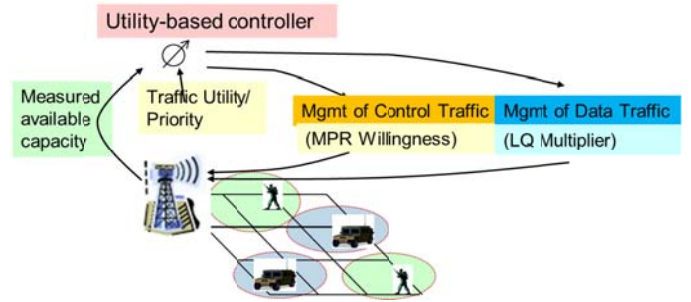 Utility-based controller
Measured
available
capacity
Traffic Utility/
Priority
Mgmt of Control Traffic
(MPR Willingness)
Mgmt of Data Traffic
(LQ Multiplier)